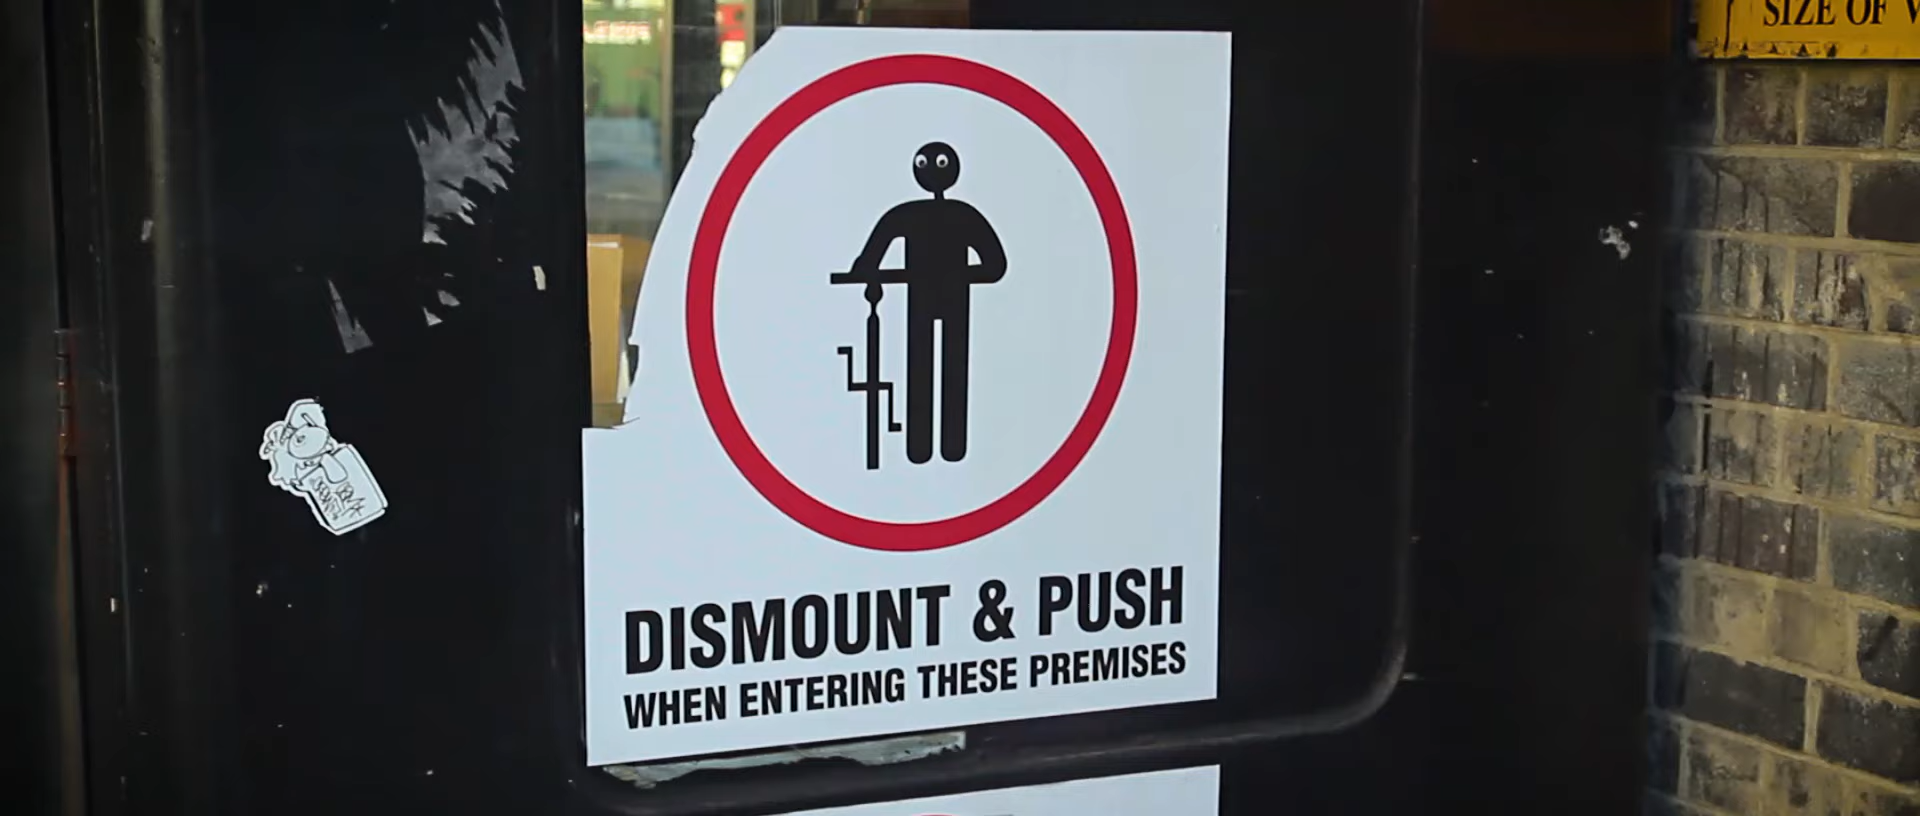 SIZE OF
DISMOUNT & PUSH
WHEN ENTERING THESE PREMISES